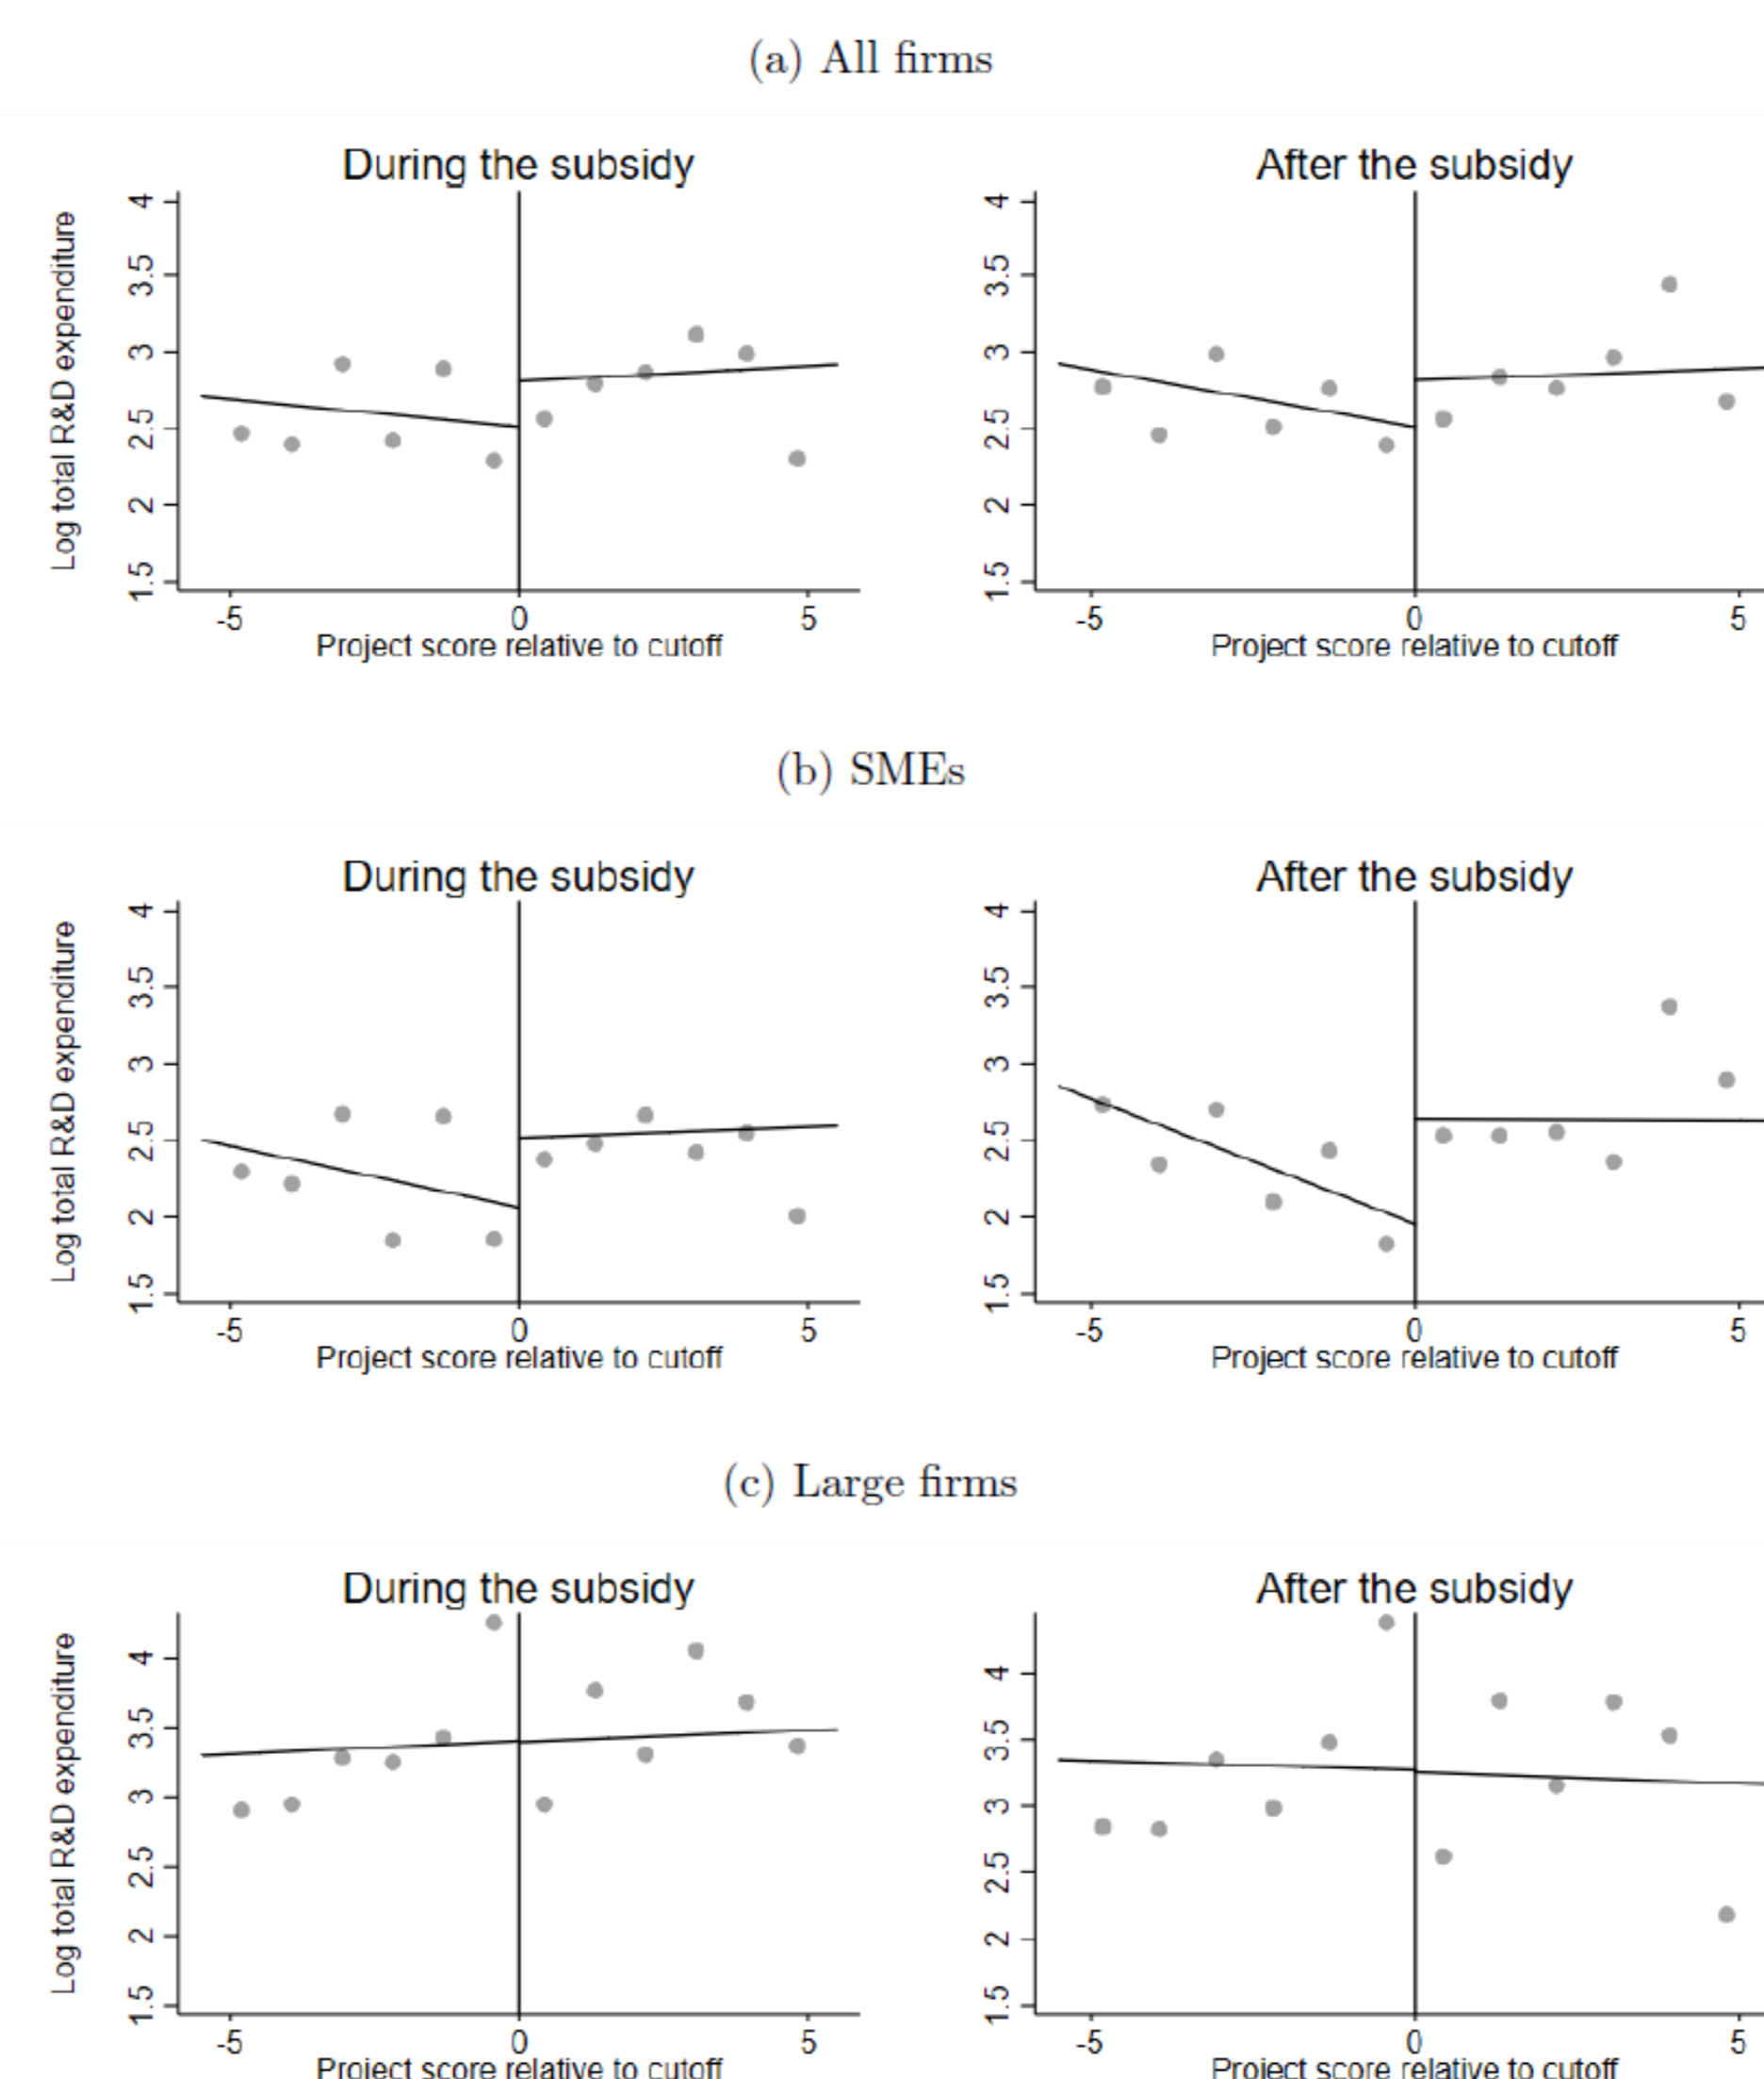 (a) All firms
During the subsidy
Log total R&D expenditure
4
3.5
3
2.5
2
1.5
-5 0 5
Project score relative to cutoff
After the subsidy
4
3.5
3
2.5
2
1.5
-5 0 5
Project score relative to cutoff
(b) SMEs
During the subsidy
Log total R&D expenditure
4
3.5
3
2.5
2
1.5
-5 0 5
Project score relative to cutoff
After the subsidy
4
3.5
3
2.5
2
1.5
-5 0 5
Project score relative to cutoff
(c) Large firms
During the subsidy
Log total R&D expenditure
4
3.5
3
2.5
2
1.5
-5 0 5
Project score relative to cutoff
After the subsidy
4
3.5
3
2.5
2
1.5
-5 0 5
Project score relative to cutoff